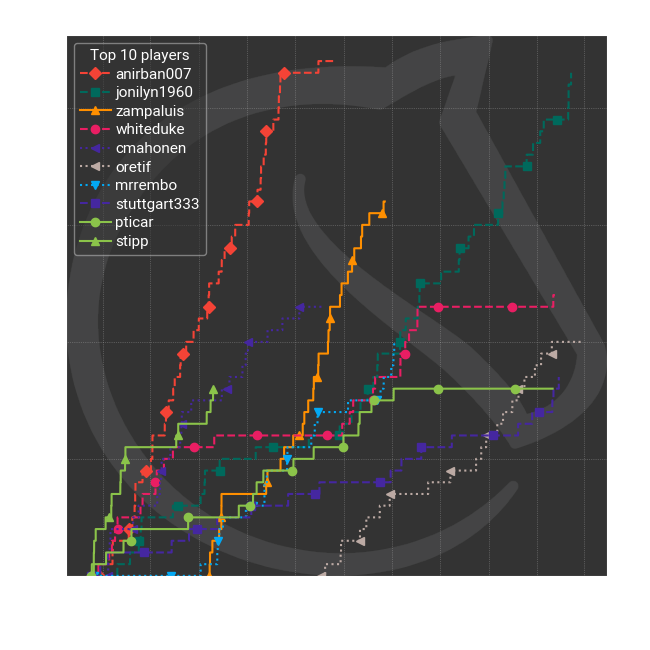 Top 10 players
anirban007
jonilyn1960
zampaluis
whiteduke
cmahonen
oretif
mrrembo
stuttgart333
pticar
stipp